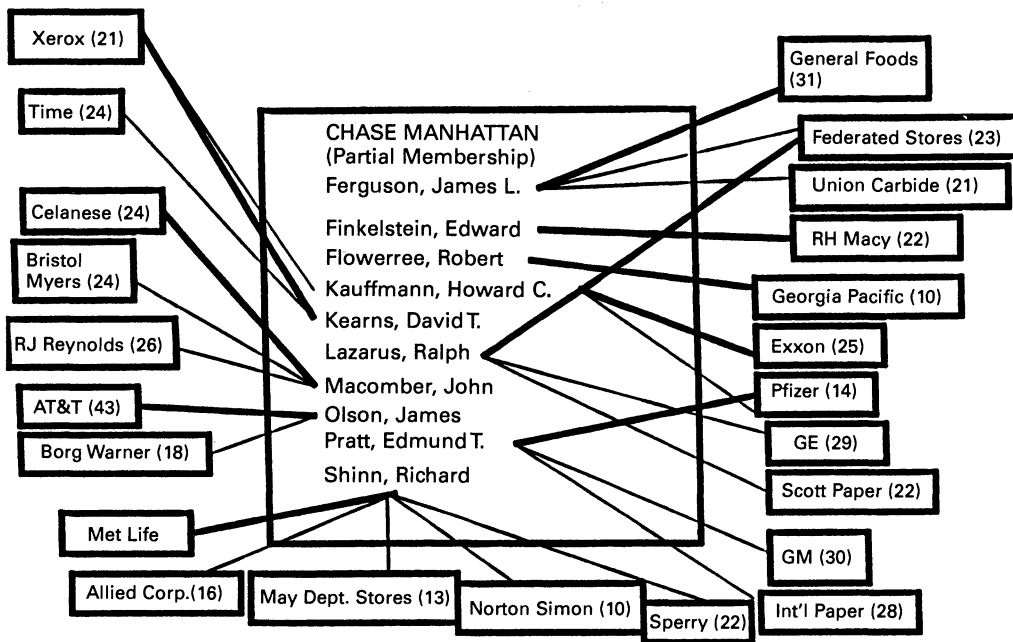 Xerox (21)
Time (24)
Celanese (24)
Bristol
Myers (24)
RJ Reynolds (26)
AT&T (43)
Borg Warner (18)
Met Life
Allied Corp.(16)
May Dept. Stores (13)
Norton Simon (10)
Sperry (22)
CHASE MANHATTAN
(Partial Membership)
Ferguson, James L.
Finkelstein, Edward
Flowerree, Robert
Kauffmann, Howard C.
Kearns, David T.
Lazarus, Ralph
Macomber, John
Olson, James
Pratt, Edmund T.
Shinn, Richard
General Foods
(31)
Federated Stores (23)
Union Carbide (21)
RH Macy (22)
Georgia Pacific (10)
Exxon (25)
Pfizer (14)
GE (29)
Scott Paper (22)
GM (30)
Int'l Paper (28)